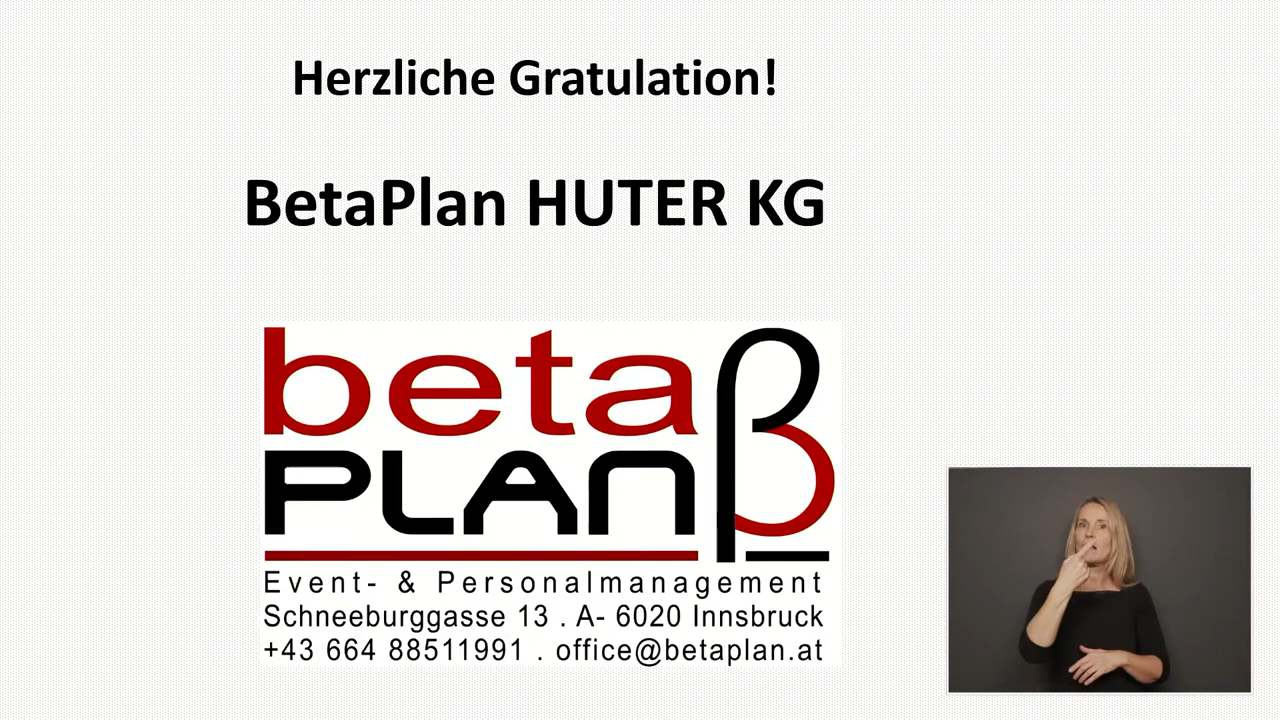 Herzliche Gratulation!
BetaPlan HUTER KG
beta ß
PLAN
Event- & Personalmanagement
Schneeburggasse 13 . A- 6020 Innsbruck
+43 664 88511991 . office@betaplan.at